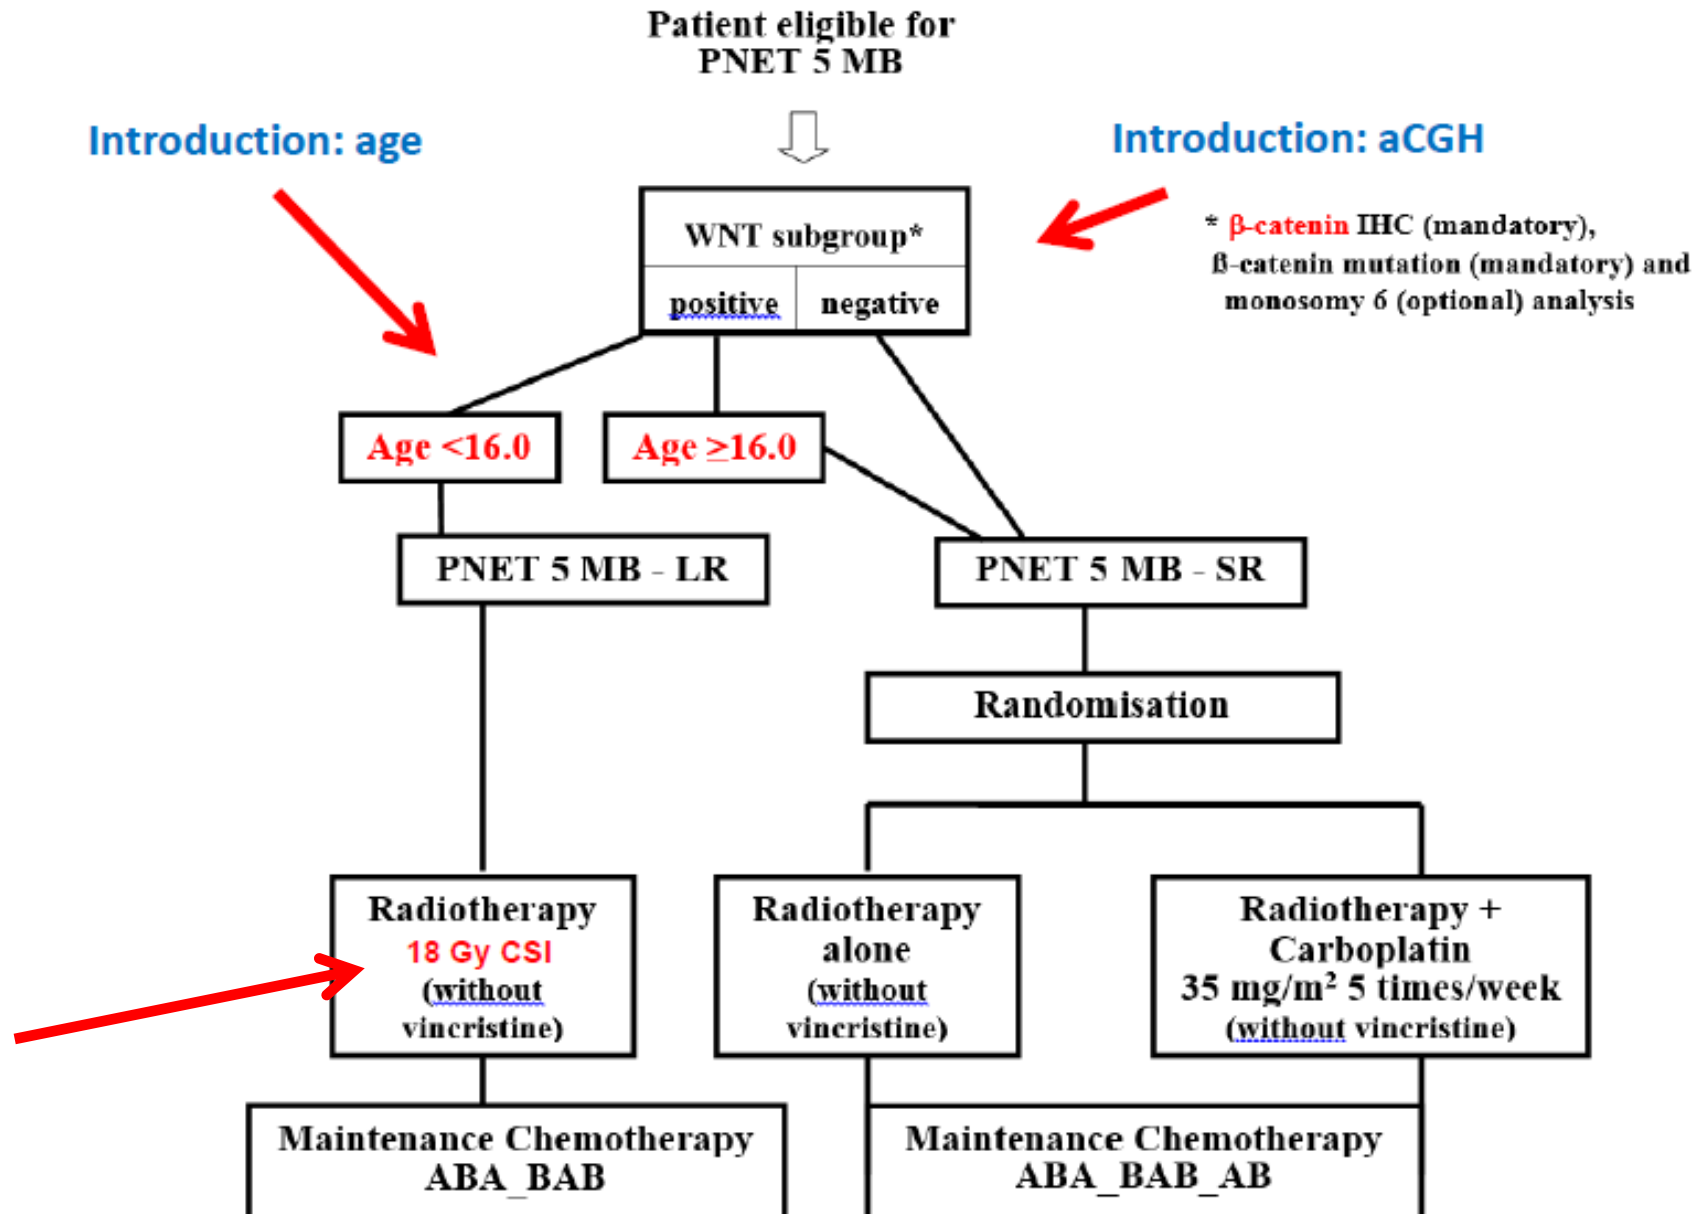 Patient eligible for
PNET 5 MB
Introduction: age
Introduction: aCGH
WNT subgroup*
positive
negative
* β-catenin IHC (mandatory),
ß-catenin mutation (mandatory) and
monosomy 6 (optional) analysis
Age <16.0
Age ≥16.0
PNET 5 MB - LR
PNET 5 MB - SR
Randomisation
Radiotherapy
18 Gy CSI
(without
vincristine)
Radiotherapy
alone
(without
vincristine)
Radiotherapy +
Carboplatin
35 mg/m² 5 times/week
(without vincristine)
Maintenance Chemotherapy
ABA_BAB
Maintenance Chemotherapy
ABA_BAB_AB